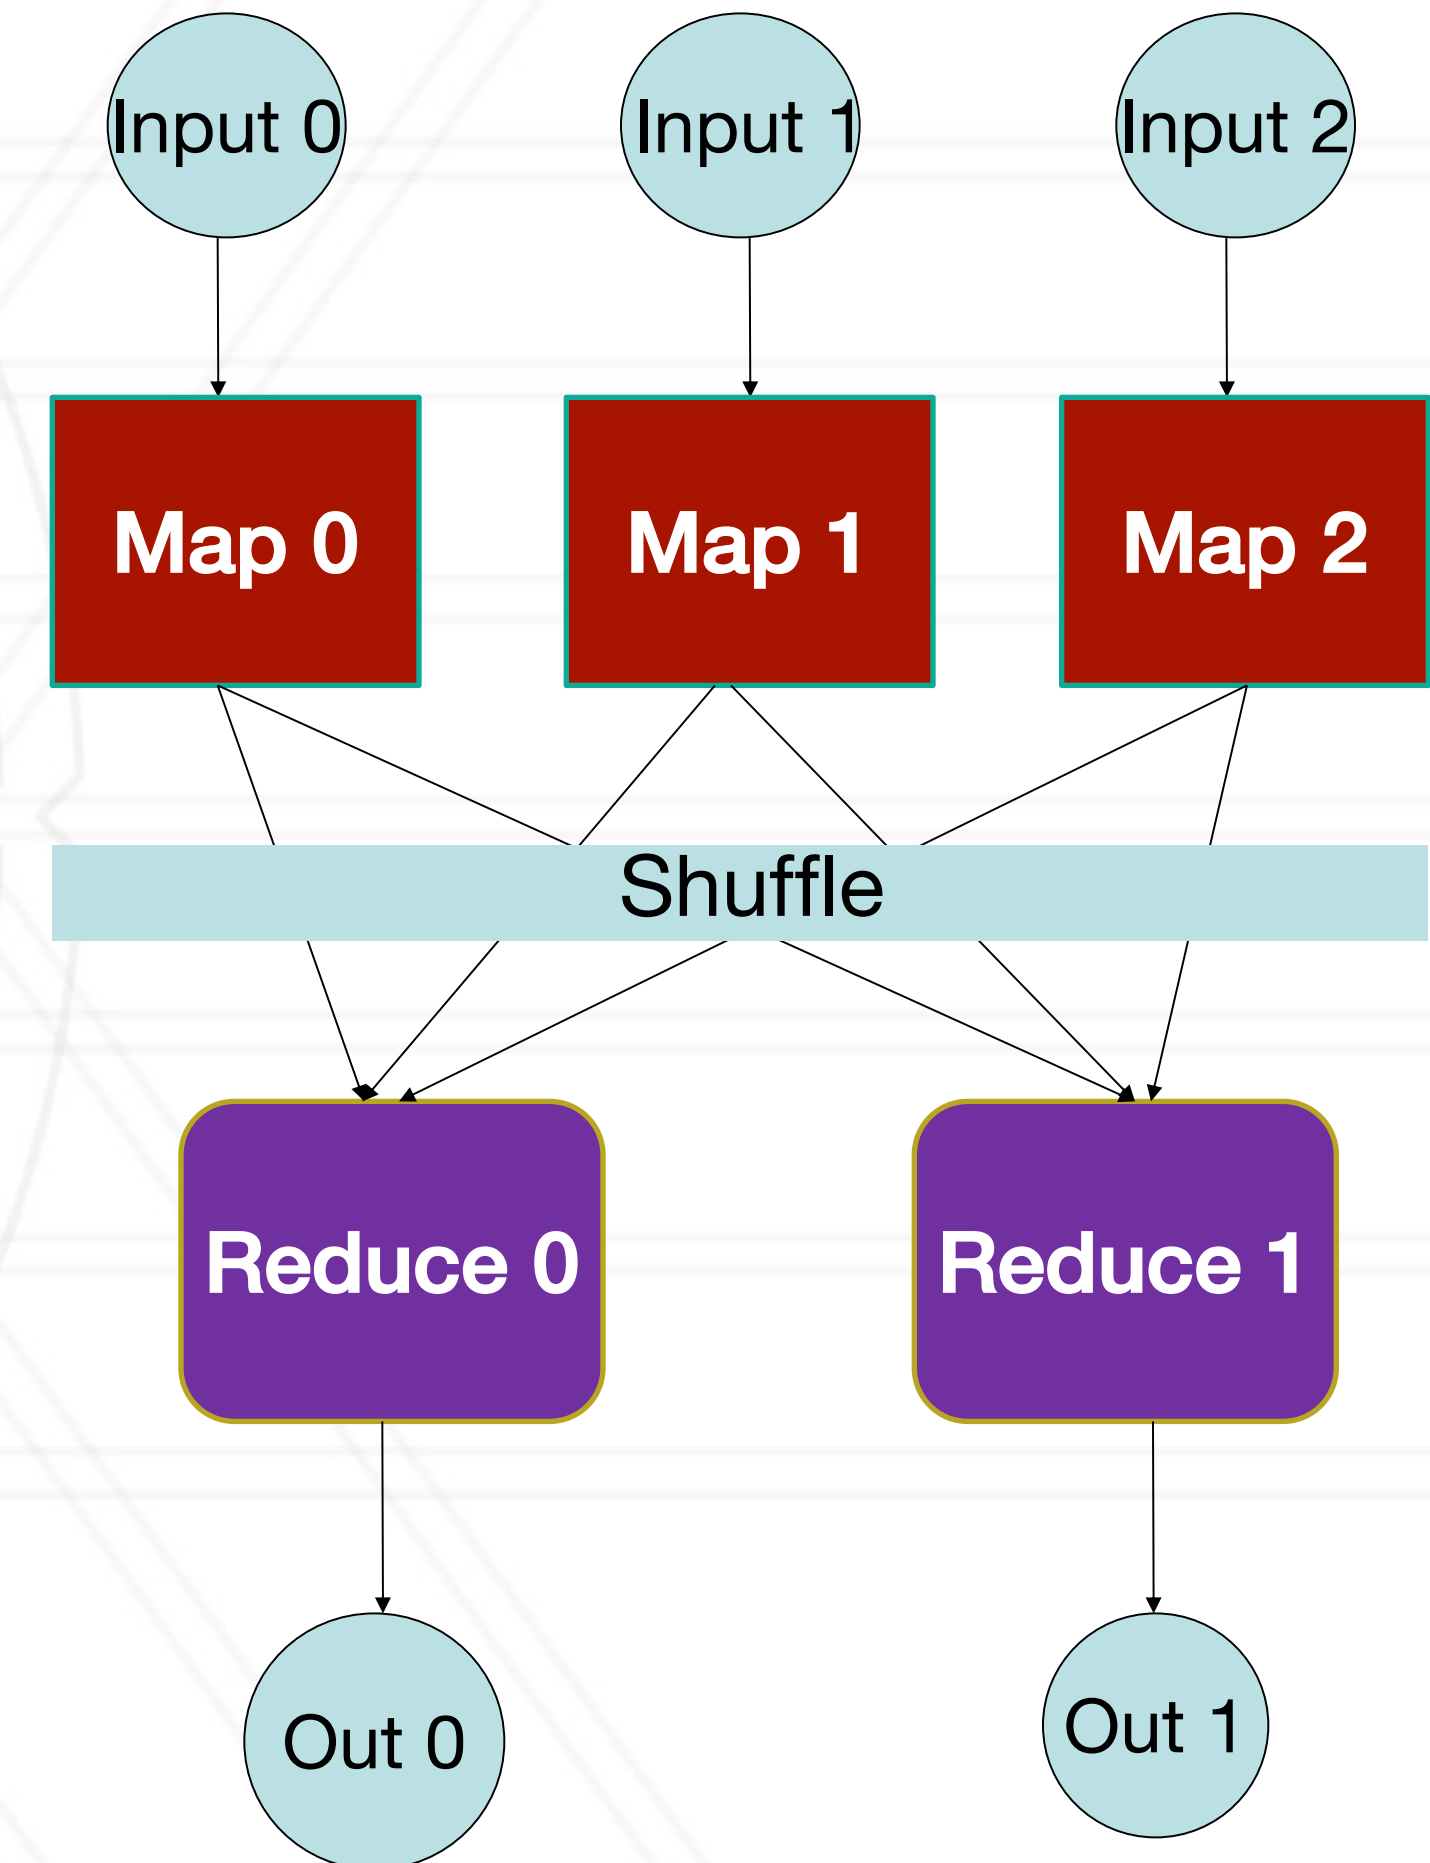 Input 0
Input 1
Input 2
Map 0
Map 1
Map 2
Shuffle
Reduce 0
Reduce 1
Out 0
Out 1